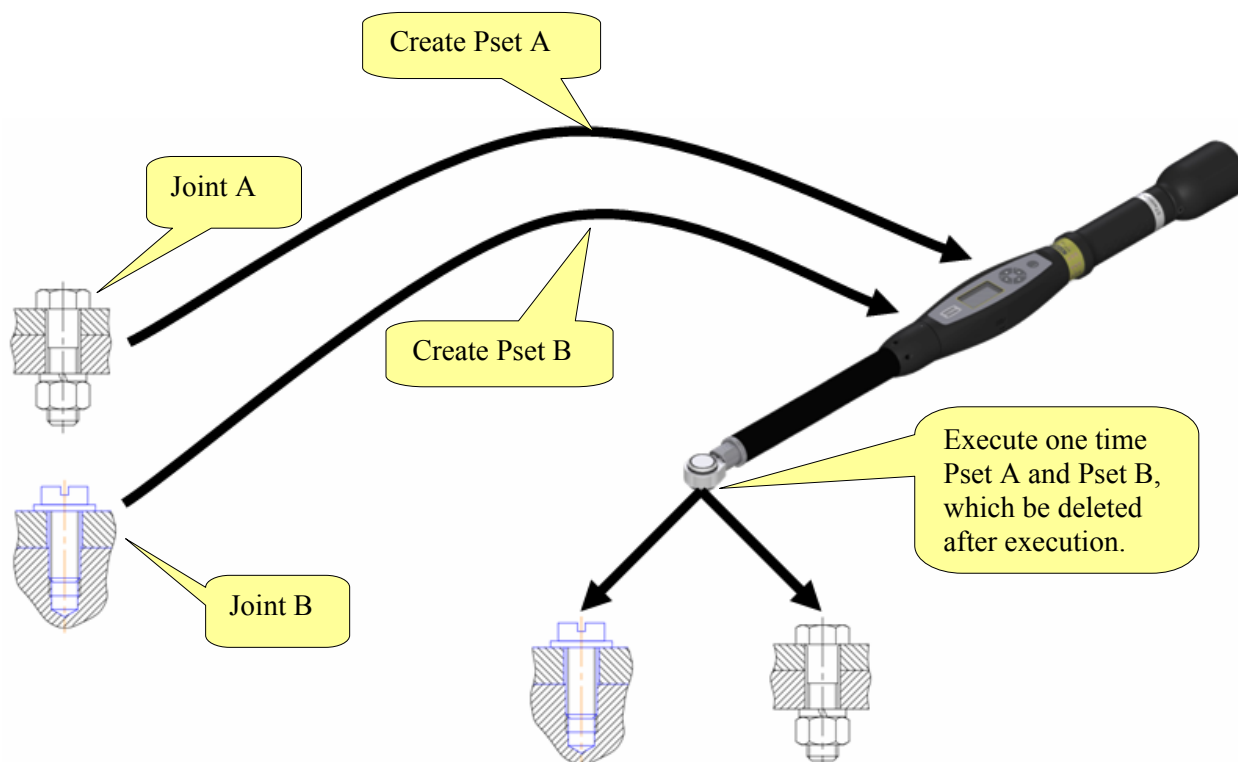 Create Pset A
Joint A
Create Pset B
Execute one time
Pset A and Pset B,
which be deleted
after execution.
Joint B